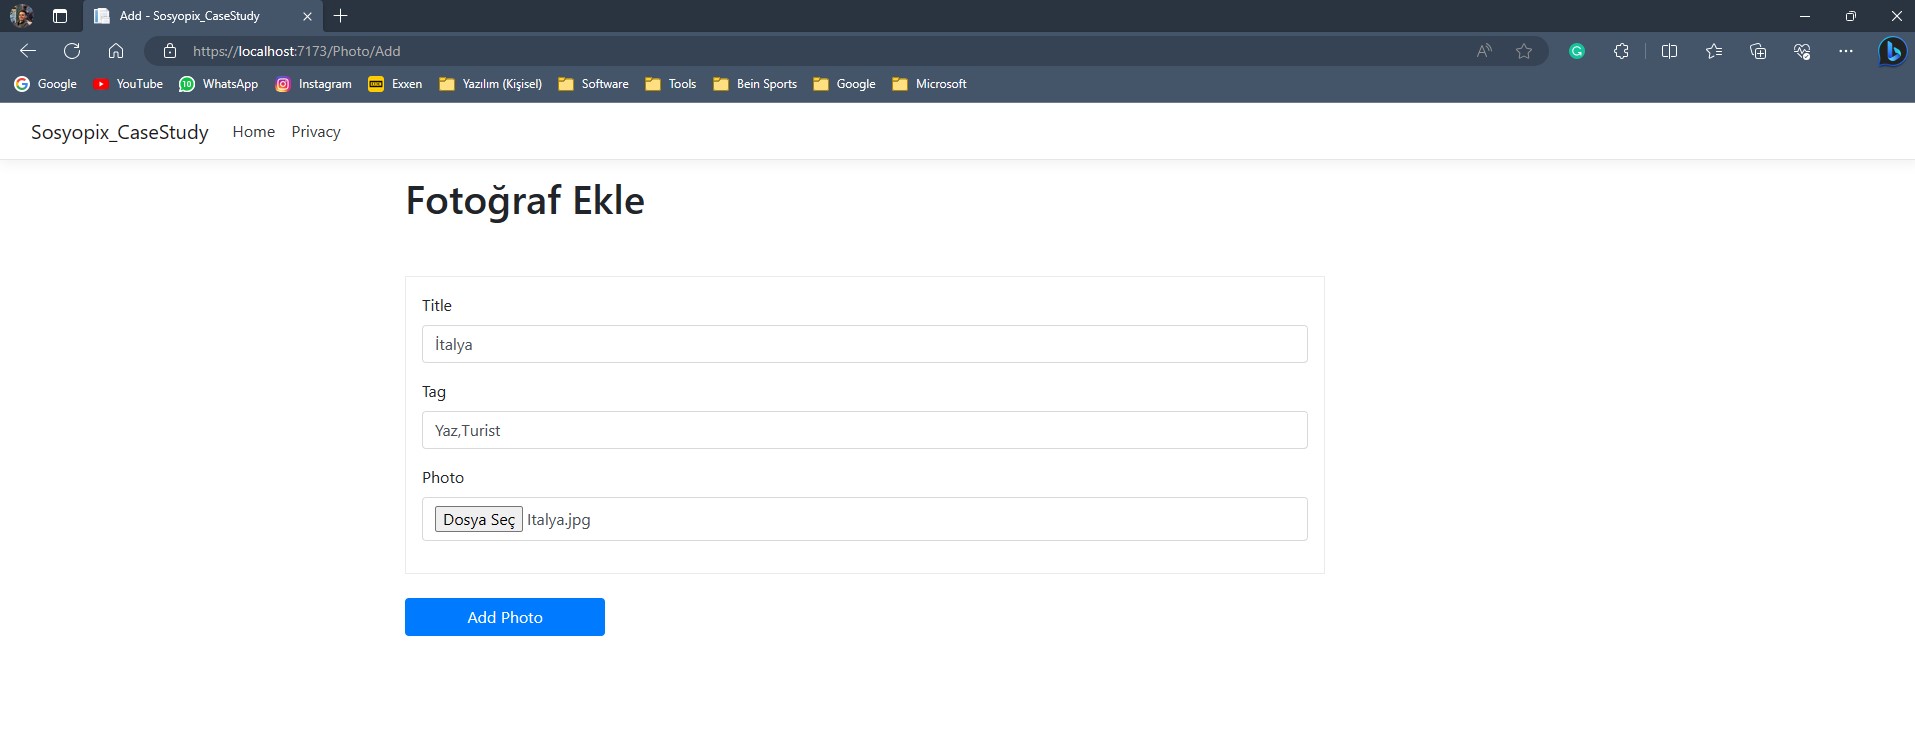 Add - Sosyopix_CaseStudy
https://localhost:7173/Photo/Add
Google YouTube 10 WhatsApp Instagram Exxen Yazılım (Kişisel) Software Tools Bein Sports Google Microsoft
Sosyopix_CaseStudy Home Privacy
Fotoğraf Ekle
Title
İtalya
Tag
Yaz,Turist
Photo
Dosya Seç Italya.jpg
Add Photo